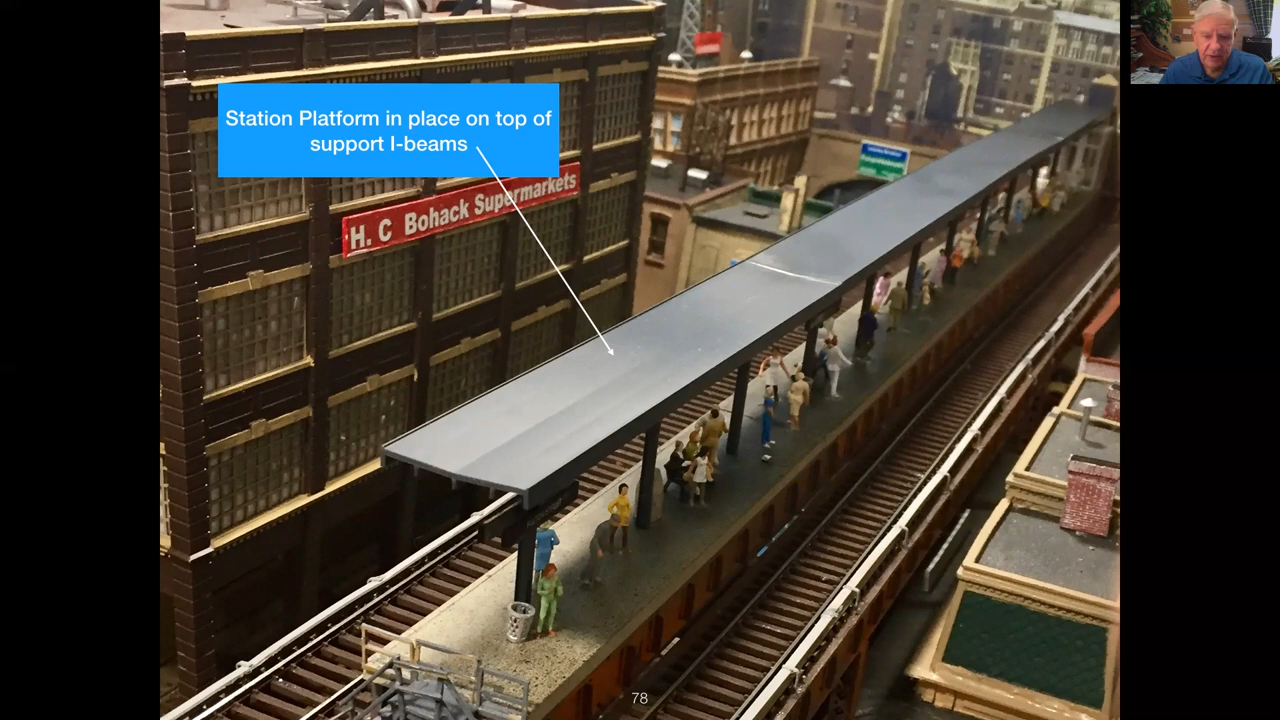 Station Platform in place on top of
support I-beams
H. C Bohack Supermarkets
78